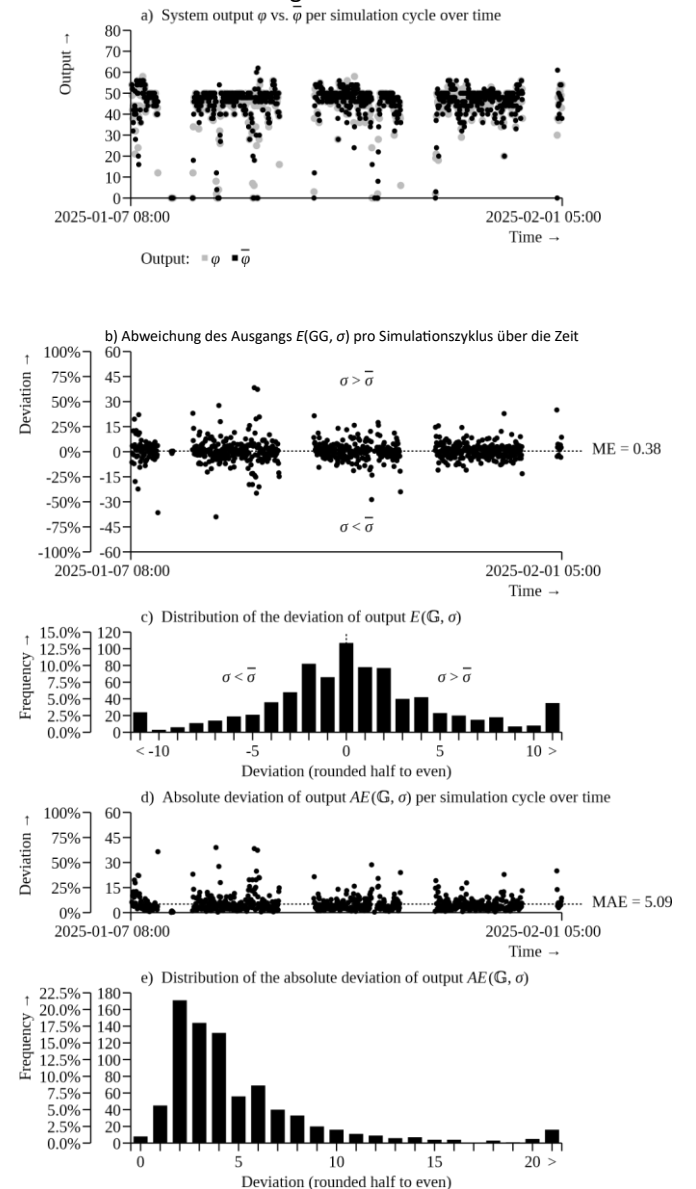 a) System output φ vs. φ̅ per simulation cycle over time
Output →
80
70
60
50
40
30
20
10
0
2025-01-07 08:00 2025-02-01 05:00
Time →
Output: φ φ̅
b) Abweichung des Ausgangs E(GG, σ) pro Simulationszyklus über die Zeit
Deviation →
100% 60
75% 45
50% 30
25% 15
0% 0
-25% -15
-50% -30
-75% -45
-100% -60
σ > σ̅
ME = 0.38
σ < σ̅
2025-01-07 08:00 2025-02-01 05:00
Time →
c) Distribution of the deviation of output E(𝔾, σ)
Frequency →
15.0% 120
12.5% 100
10.0% 80
7.5% 60
5.0% 40
2.5% 20
0.0% 0
σ < σ̅ σ > σ̅
< -10 -5 0 5 10 >
Deviation (rounded half to even)
d) Absolute deviation of output AE(𝔾, σ) per simulation cycle over time
Deviation →
100% 60
75% 45
50% 30
25% 15
0% 0
MAE = 5.09
2025-01-07 08:00 2025-02-01 05:00
Time →
e) Distribution of the absolute deviation of output AE(𝔾, σ)
Frequency →
22.5% 180
20.0% 160
17.5% 140
15.0% 120
12.5% 100
10.0% 80
7.5% 60
5.0% 40
2.5% 20
0.0% 0
0 5 10 15 20 >
Deviation (rounded half to even)